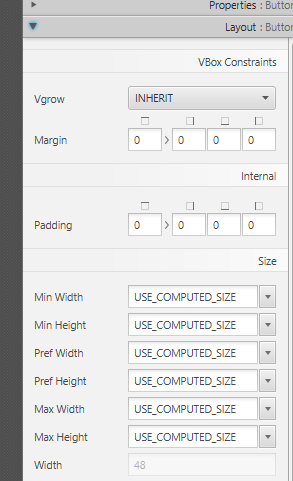 Properties : Button
Layout : Button
VBox Constraints
Vgrow INHERIT
Margin 0 > 0 0 0
Internal
Padding 0 > 0 0 0
Size
Min Width USE_COMPUTED_SIZE
Min Height USE_COMPUTED_SIZE
Pref Width USE_COMPUTED_SIZE
Pref Height USE_COMPUTED_SIZE
Max Width USE_COMPUTED_SIZE
Max Height USE_COMPUTED_SIZE
Width 48